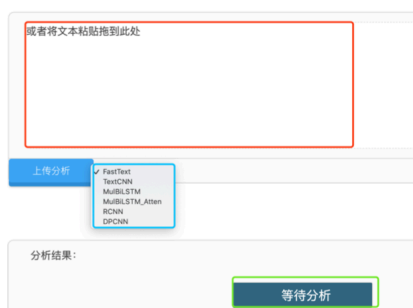 或者将文本粘贴拖到此处
上传分析
✓ FastText
TextCNN
MulBiLSTM
MulBiLSTM_Atten
RCNN
DPCNN
分析结果：
等待分析